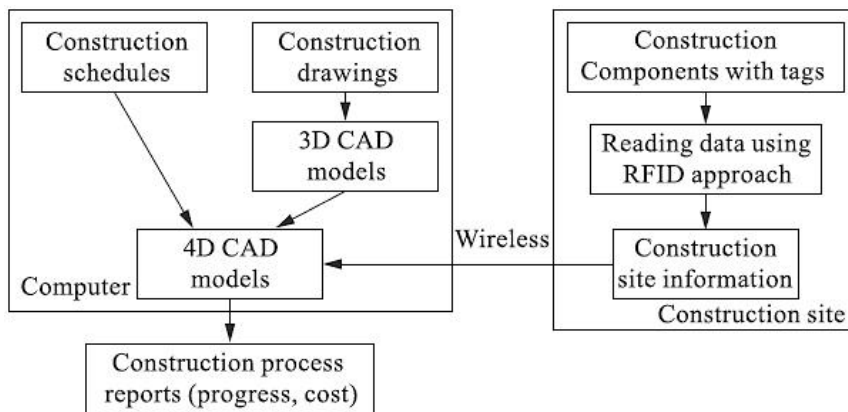 Construction
schedules
Construction
drawings
3D CAD
models
4D CAD
models
Computer
Construction process
reports (progress, cost)
Wireless
Construction
Components with tags
Reading data using
RFID approach
Construction
site information
Construction site